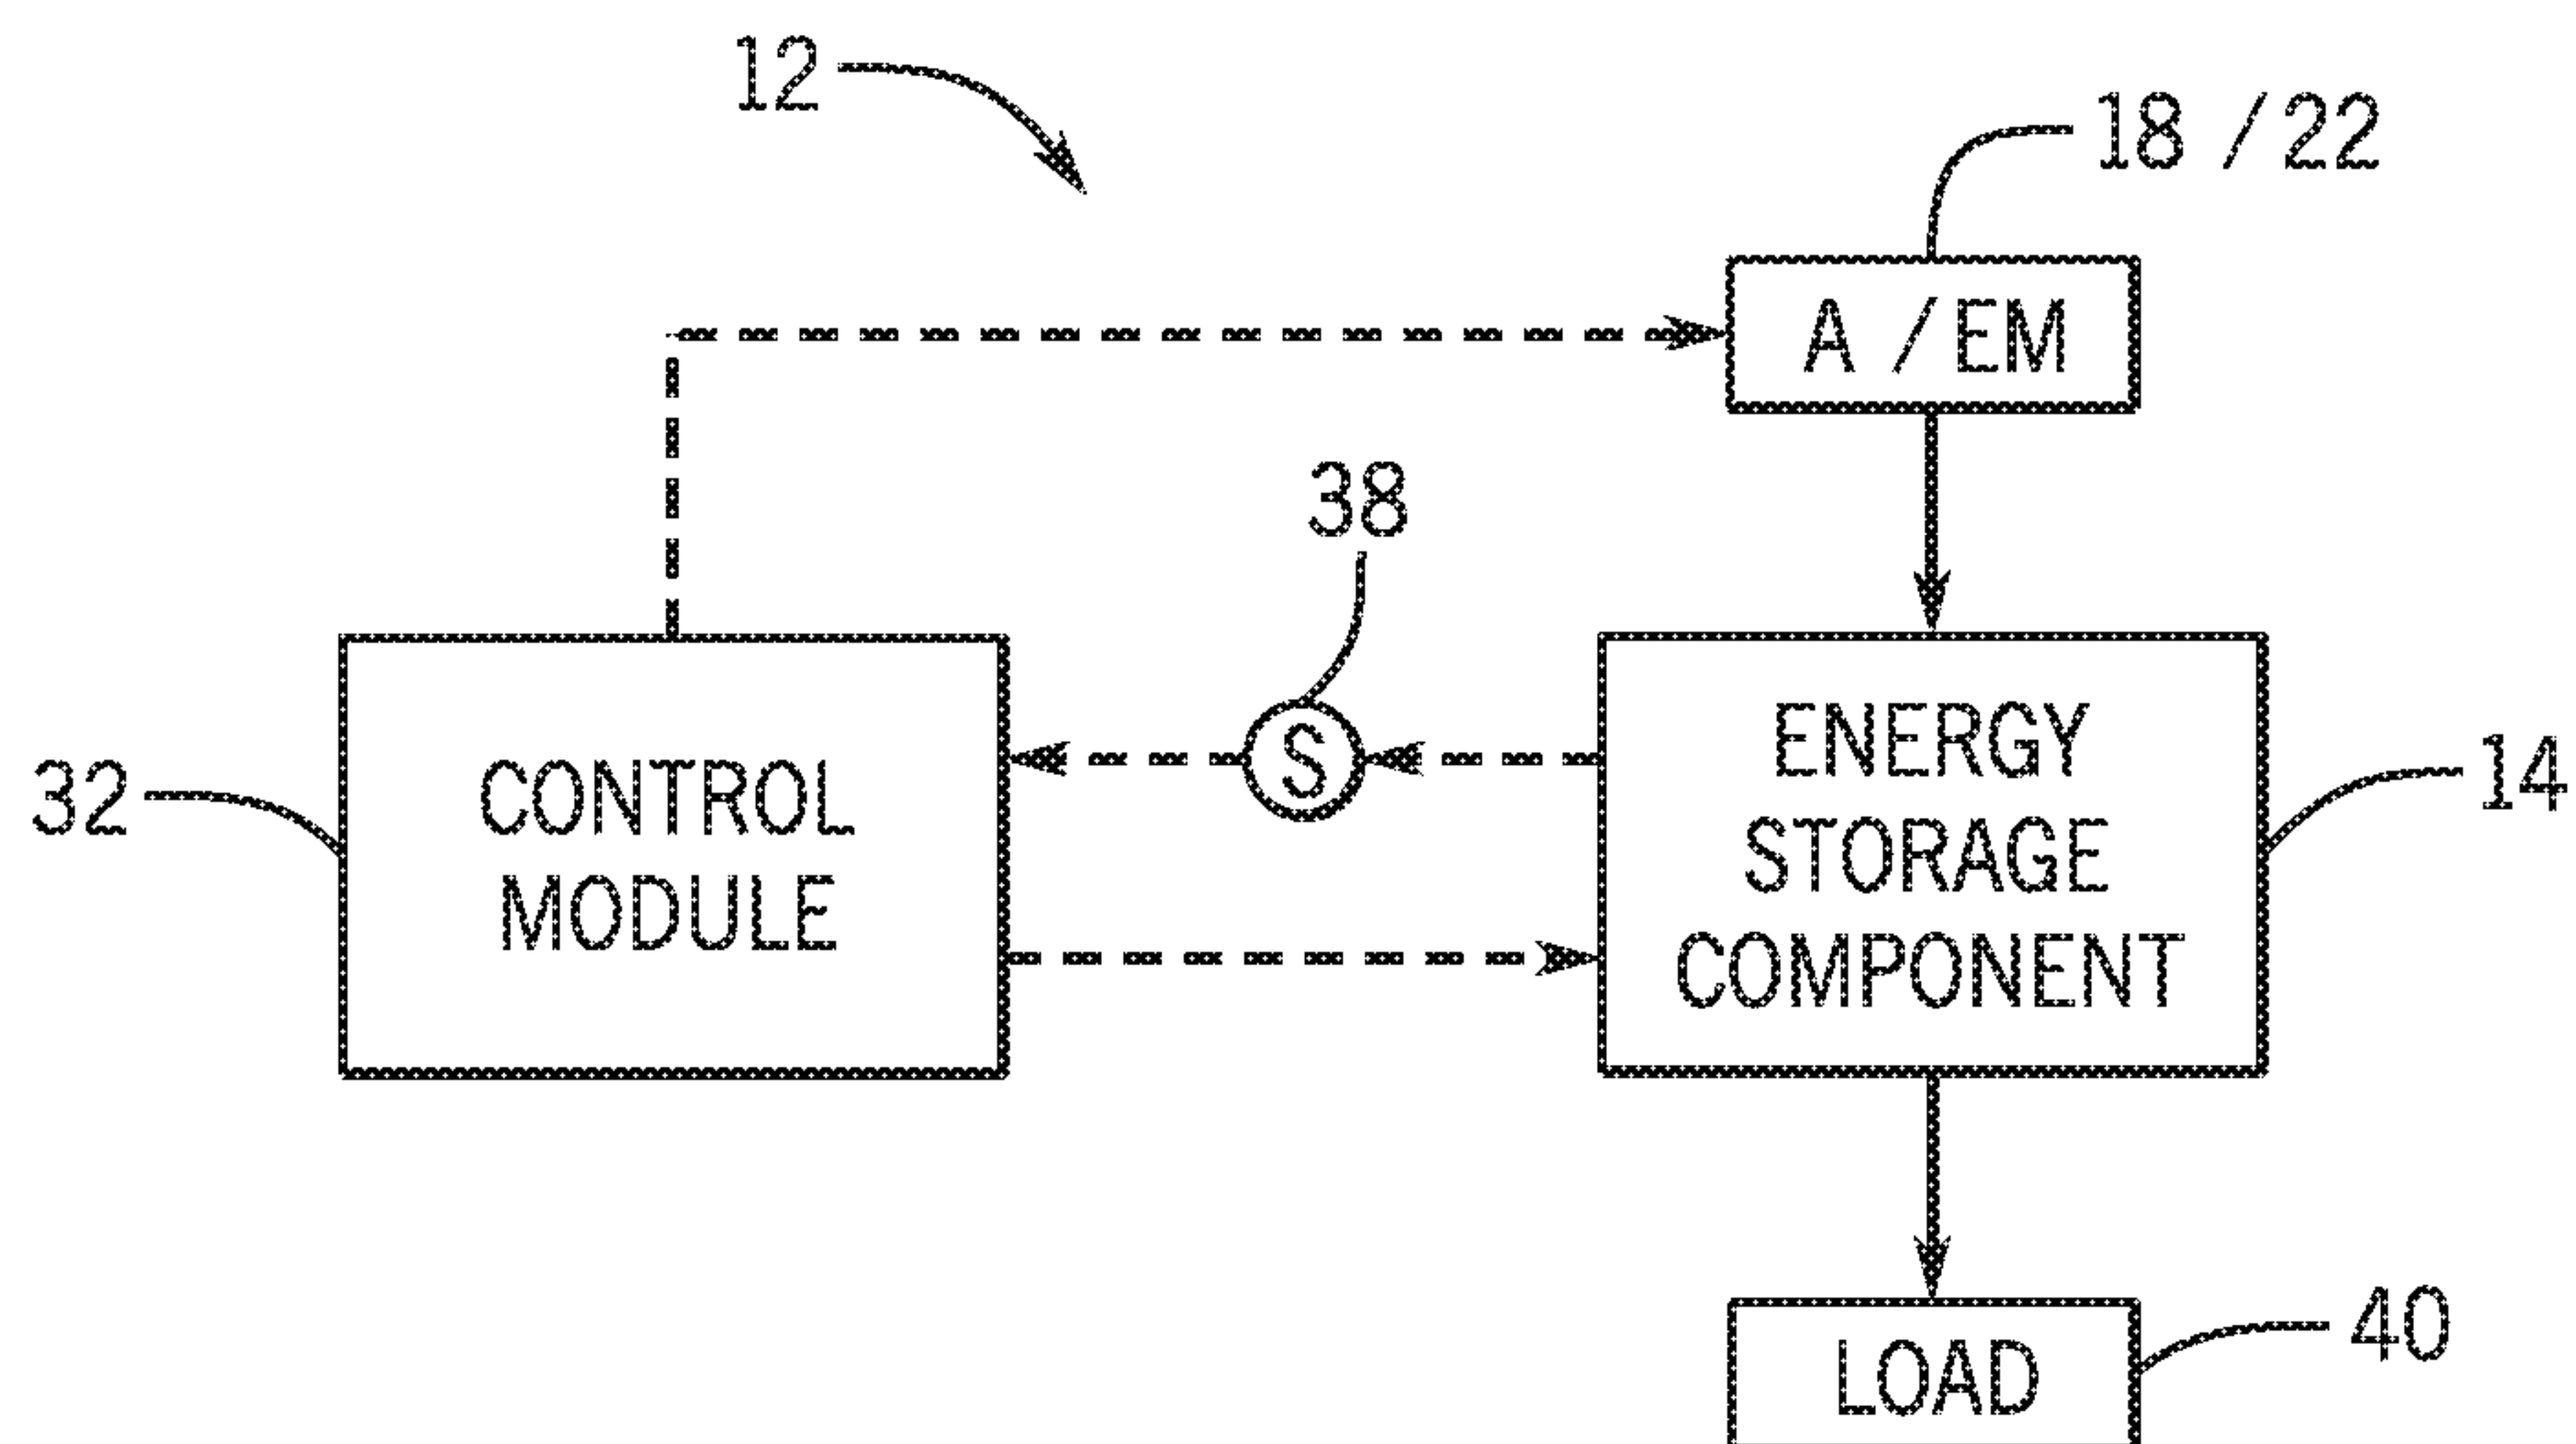 12
18 / 22
A / EM
38
32
CONTROL
MODULE
S
ENERGY
STORAGE
COMPONENT
14
LOAD
40